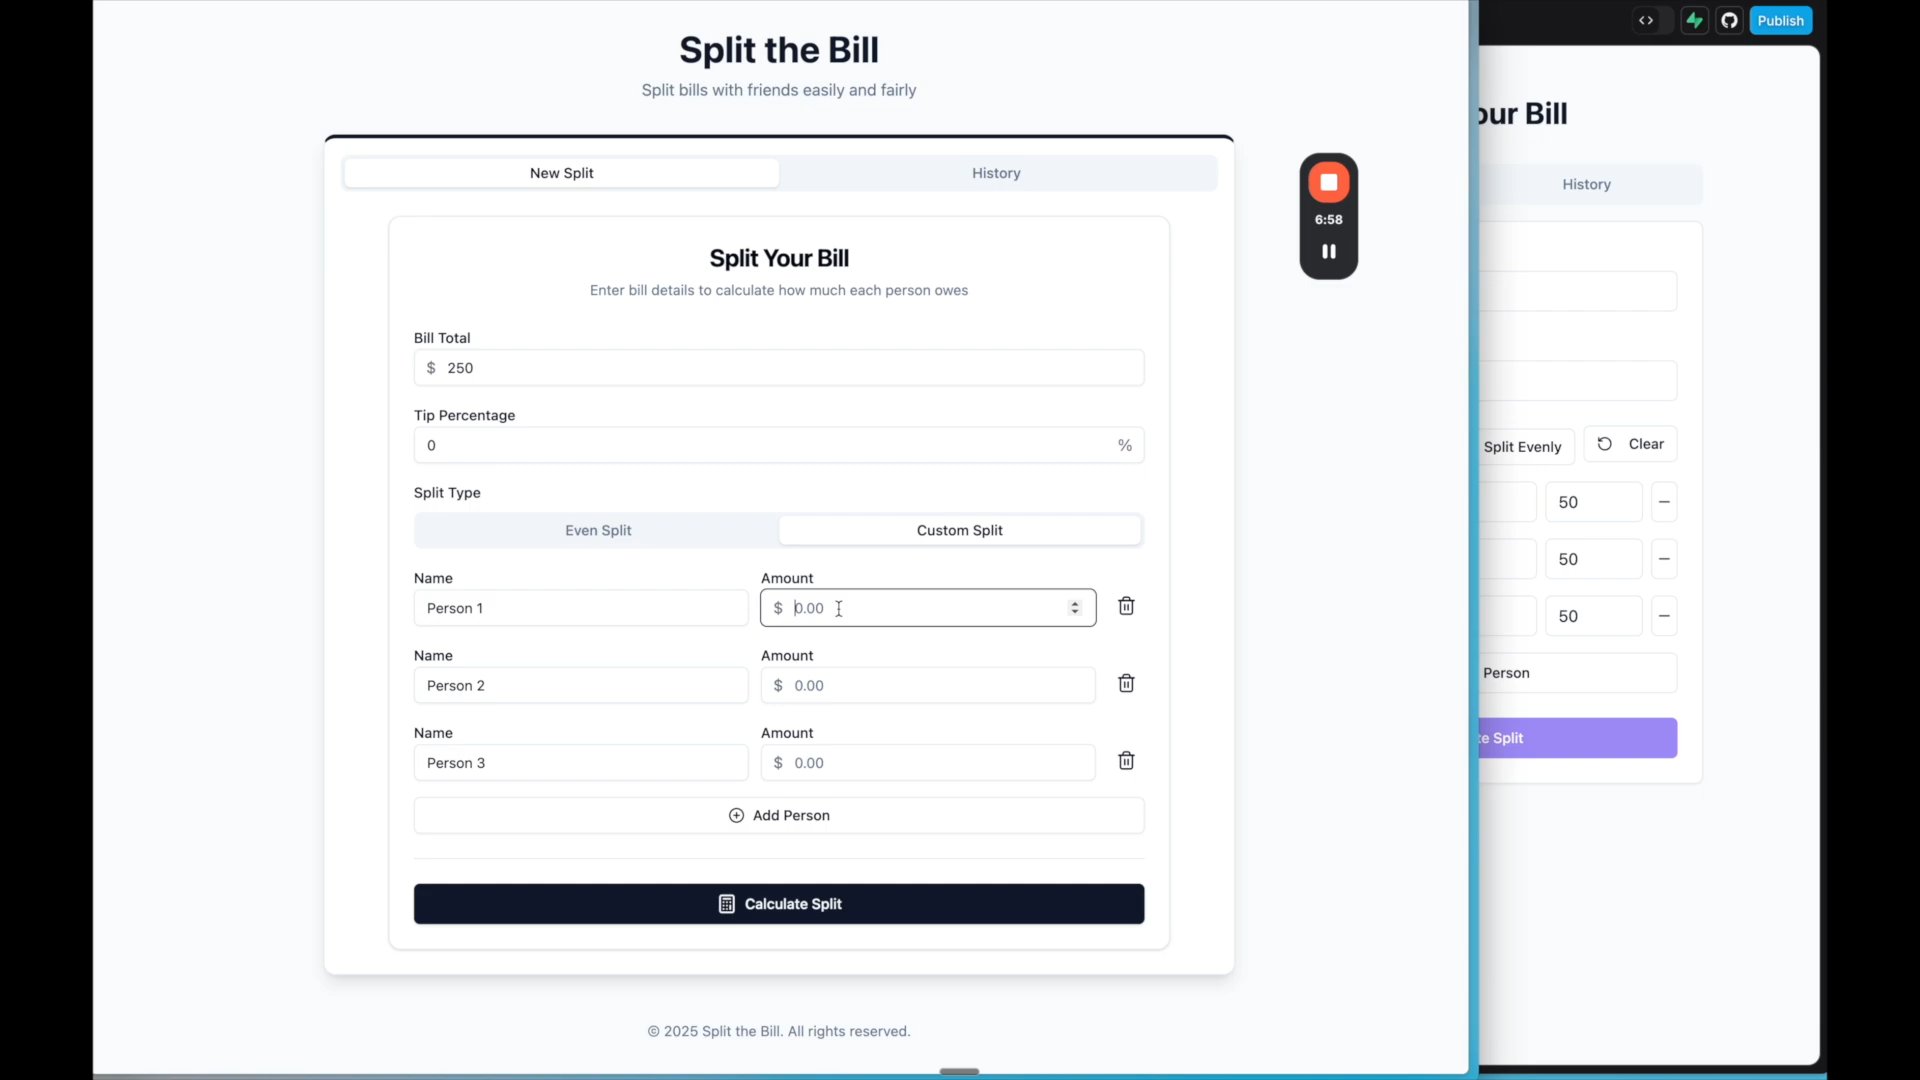 Publish
Split the Bill
Split bills with friends easily and fairly
our Bill
New Split
History
History
6:58
Split Your Bill
Enter bill details to calculate how much each person owes
Bill Total
$ 250
Tip Percentage
0 %
Split Type
Even Split
Custom Split
Split Evenly
Clear
50
50
50
Person
te Split
Name
Amount
Person 1
$ 0.00
Name
Amount
Person 2
$ 0.00
Name
Amount
Person 3
$ 0.00
Add Person
Calculate Split
© 2025 Split the Bill. All rights reserved.